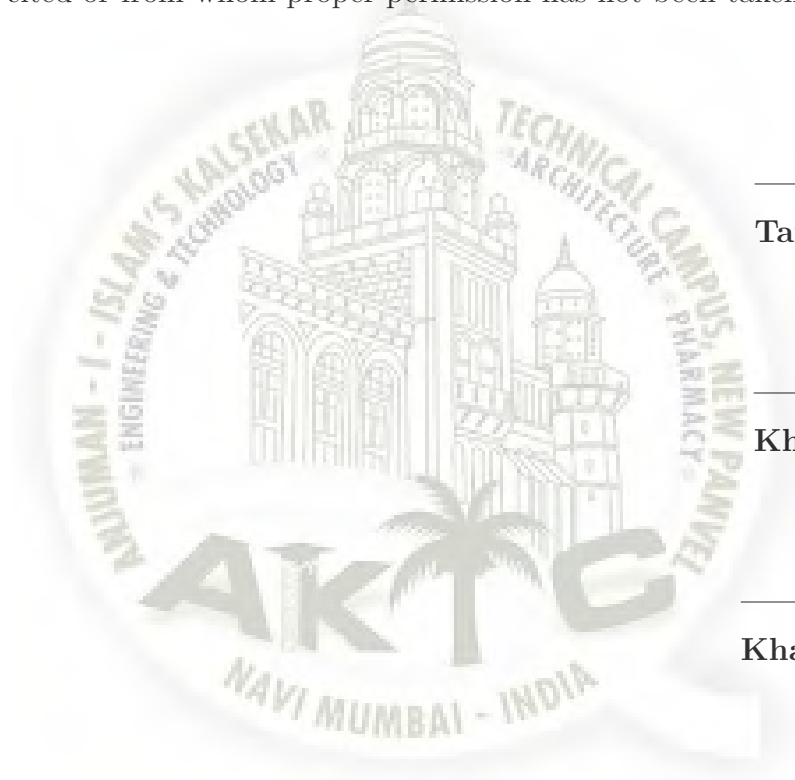 cited or from whom proper permission has not been taken
ANJUMAN - I - ISLAM'S KALSEKAR TECHNICAL CAMPUS, NEW PANVEL
ENGINEERING & TECHNOLOGY ARCHITECTURE PHARMACY
Ta
Kh
AKTC
Kha
NAVI MUMBAI - INDIA